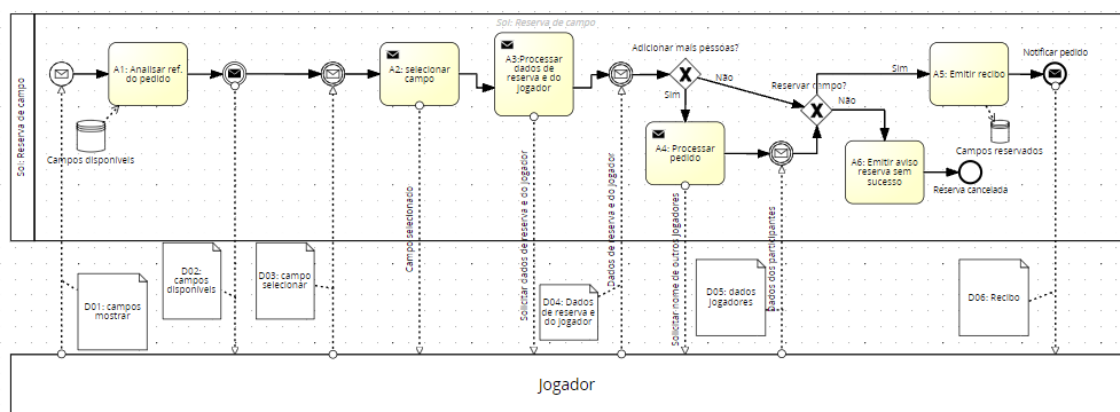 Sol: Reserva de campo
Sol: Reserva de campo
A1: Analisar ref.
do pedido
Campos disponiveis
A2: selecionar
campo
A3:Processar
dados de
reserva e do
jogador
Adicionar mais pessoas?
Sim
Não
A4: Processar
pedido
Reservar campo?
Sim
Não
A5: Emitir recibo
Notificar pedido
Campos reservados
A6: Emitir aviso
reserva sem
sucesso
Reserva cancelada
D01: campos
mostrar
D02:
campos
disponíveis
D03: campo
selecionar
Campo selecionado
Solicitar dados de reserva e do jogador
D04: Dados
de reserva e
do jogador
Dados de reserva e do jogador
Solicitar nome de outros jogadores
D05: dados
jogadores
Dados dos participantes
D06: Recibo
Jogador